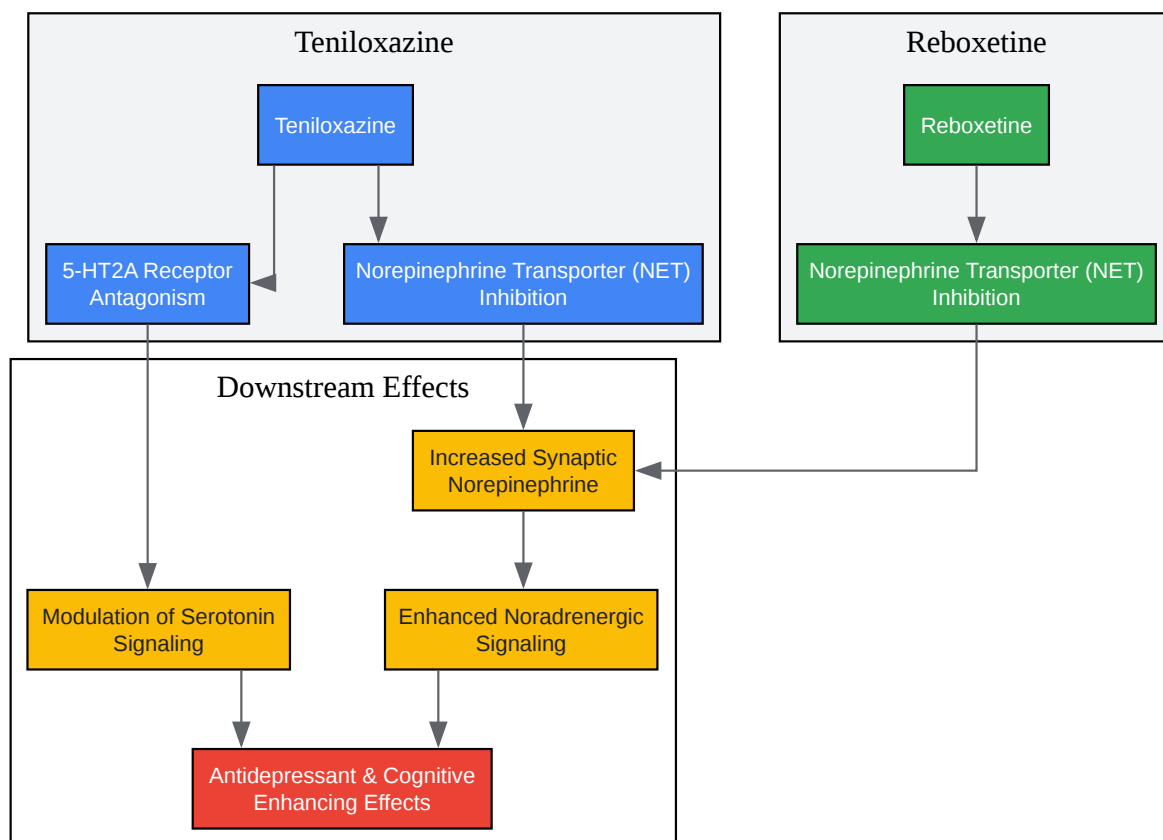 Teniloxazine
Reboxetine
Teniloxazine
Reboxetine
5-HT2A Receptor
Antagonism
Norepinephrine Transporter (NET)
Inhibition
Norepinephrine Transporter (NET)
Inhibition
Downstream Effects
Increased Synaptic
Norepinephrine
Modulation of Serotonin
Signaling
Enhanced Noradrenergic
Signaling
Antidepressant & Cognitive
Enhancing Effects